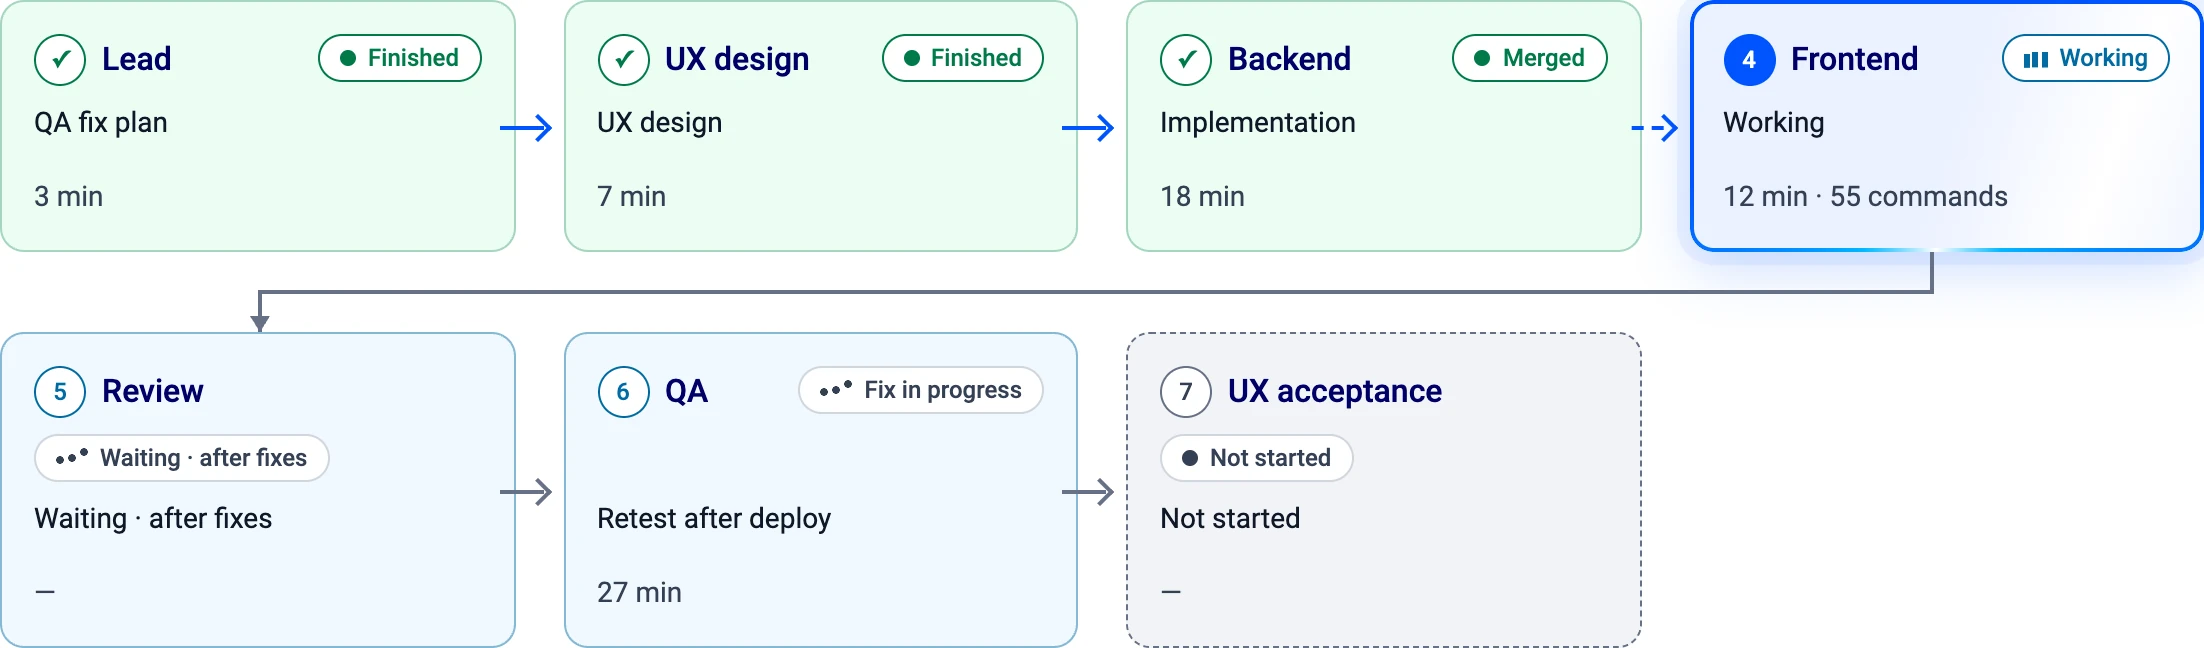 ✓ Lead
Finished
QA fix plan
3 min
✓ UX design
Finished
UX design
7 min
✓ Backend
Merged
Implementation
18 min
4 Frontend
Working
Working
12 min · 55 commands
5 Review
Waiting · after fixes
Waiting · after fixes
—
6 QA
Fix in progress
Retest after deploy
27 min
7 UX acceptance
Not started
Not started
—